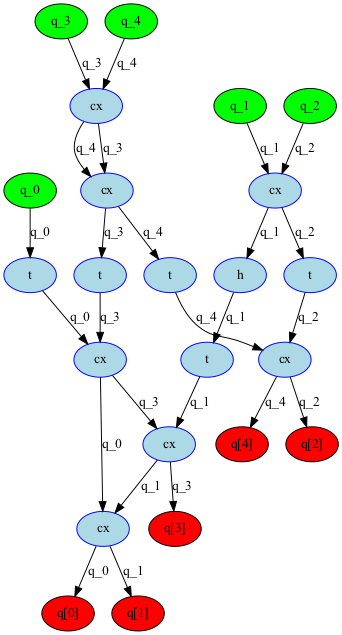 q_3 q_4
q_3 q_4
cx q_1 q_2
q_4 q_3 q_1 q_2
q_0 cx cx
q_0 q_3 q_4 q_1 q_2
t t t h t
q_0 q_3 q_4 q_1 q_2
cx t cx
q_3 q_1 q_4 q_2
q_0 cx q[4] q[2]
q_1 q_3
cx q[3]
q_0 q_1
q[0] q[1]